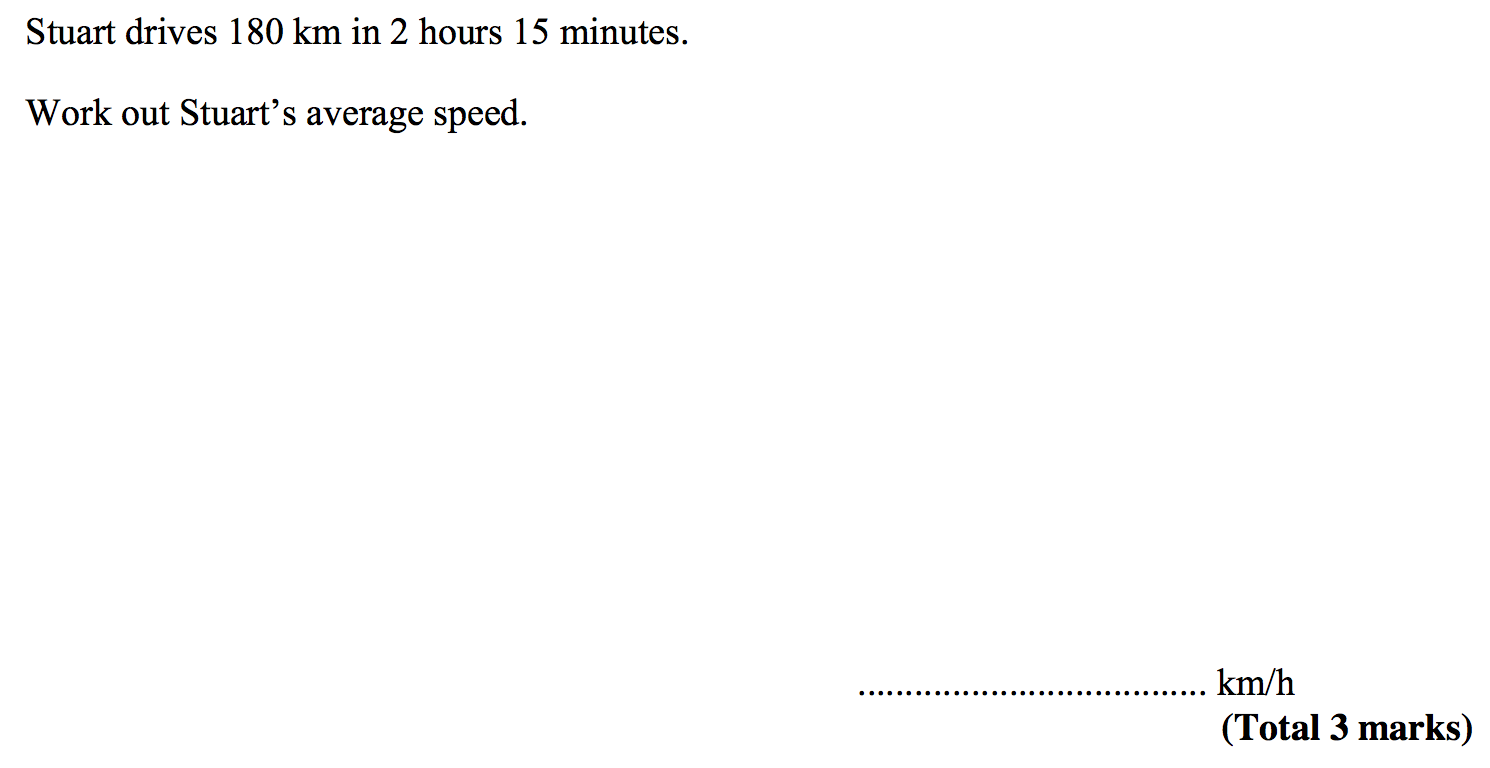 Stuart drives 180 km in 2 hours 15 minutes.
Work out Stuart’s average speed.
..................................... km/h
(Total 3 marks)